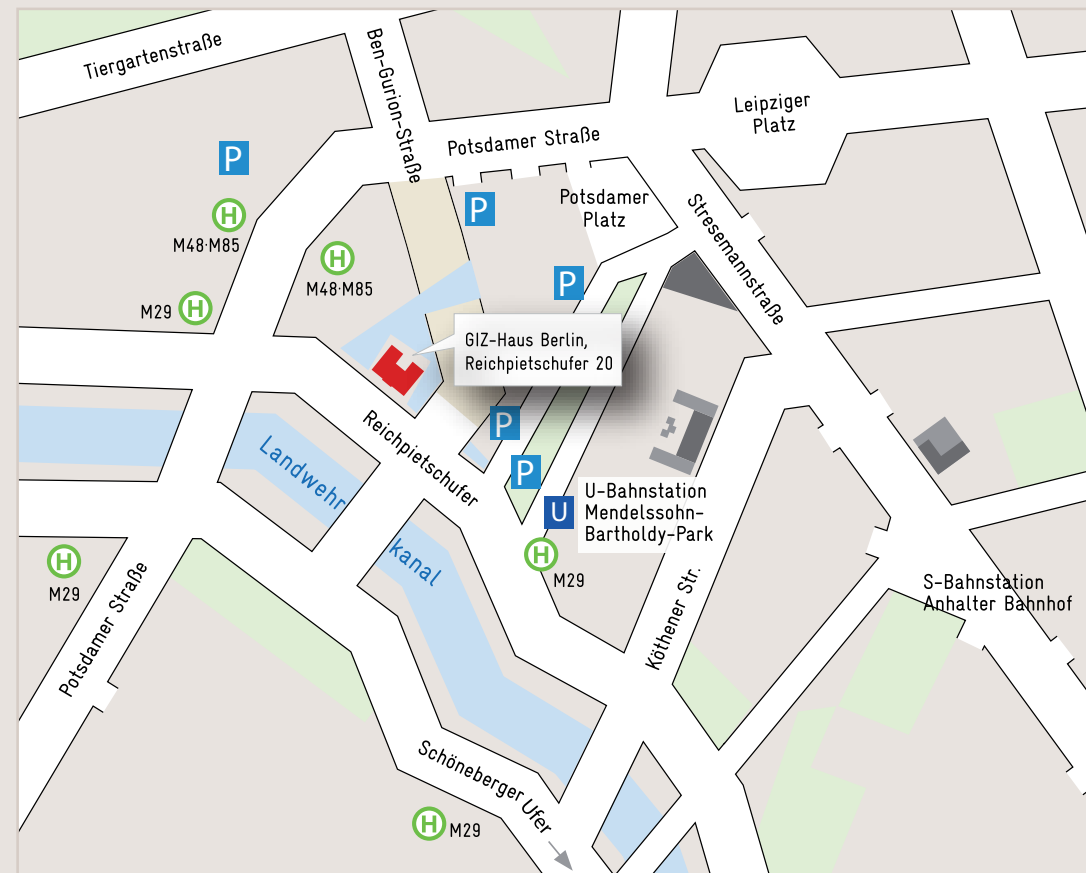 Tiergartenstraße
Ben-Gurion-Straße
Leipziger
Platz
Potsdamer Straße
P
P
Potsdamer
Platz
Stresemannstraße
H
M48·M85
H
M48·M85
P
M29 H
GIZ-Haus Berlin,
Reichpietschufer 20
Reichpietschufer
P
Landwehr
kanal
P
U
U-Bahnstation
Mendelssohn-
Bartholdy-Park
H
M29
H
M29
Potsdamer Straße
Köthener Str.
S-Bahnstation
Anhalter Bahnhof
Schöneberger Ufer
H M29